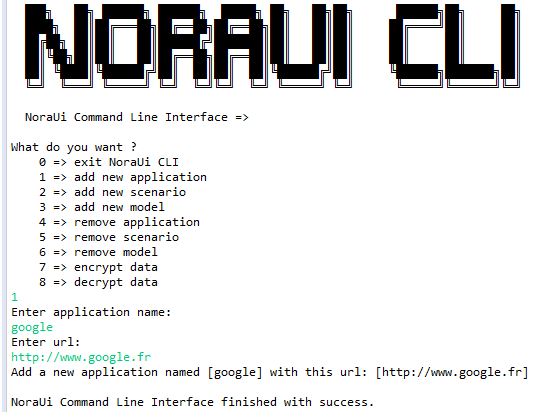 NORAUI CLI
NoraUi Command Line Interface =>
What do you want ?
0 => exit NoraUi CLI
1 => add new application
2 => add new scenario
3 => add new model
4 => remove application
5 => remove scenario
6 => remove model
7 => encrypt data
8 => decrypt data
1
Enter application name:
google
Enter url:
http://www.google.fr
Add a new application named [google] with this url: [http://www.google.fr]
NoraUi Command Line Interface finished with success.